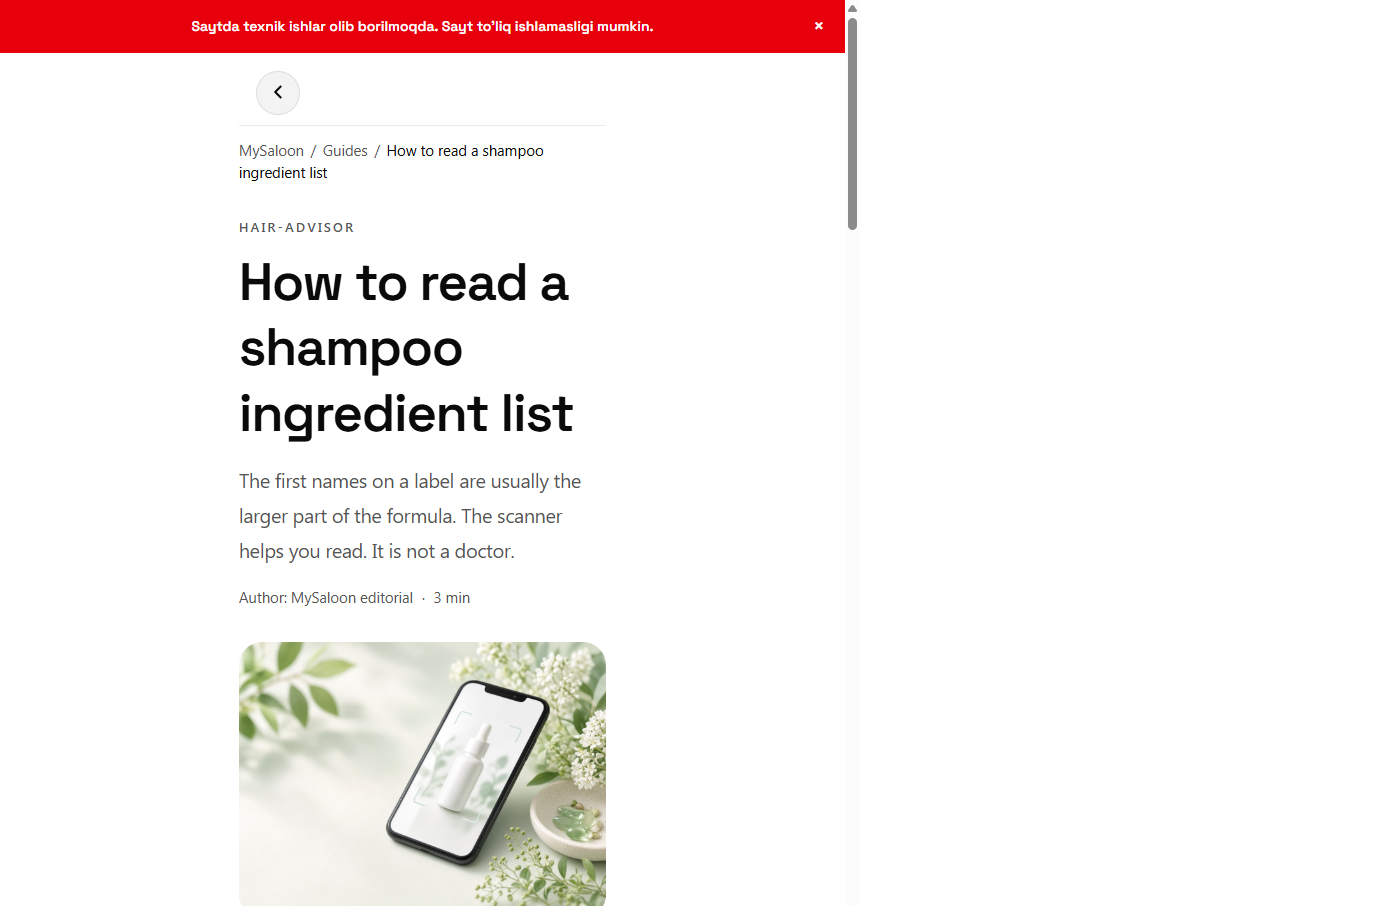 Saytda texnik ishlar olib borilmoqda. Sayt to’liq ishlamasligi mumkin.
MySaloon / Guides / How to read a shampoo
ingredient list
HAIR-ADVISOR
How to read a
shampoo
ingredient list
The first names on a label are usually the
larger part of the formula. The scanner
helps you read. It is not a doctor.
Author: MySaloon editorial · 3 min